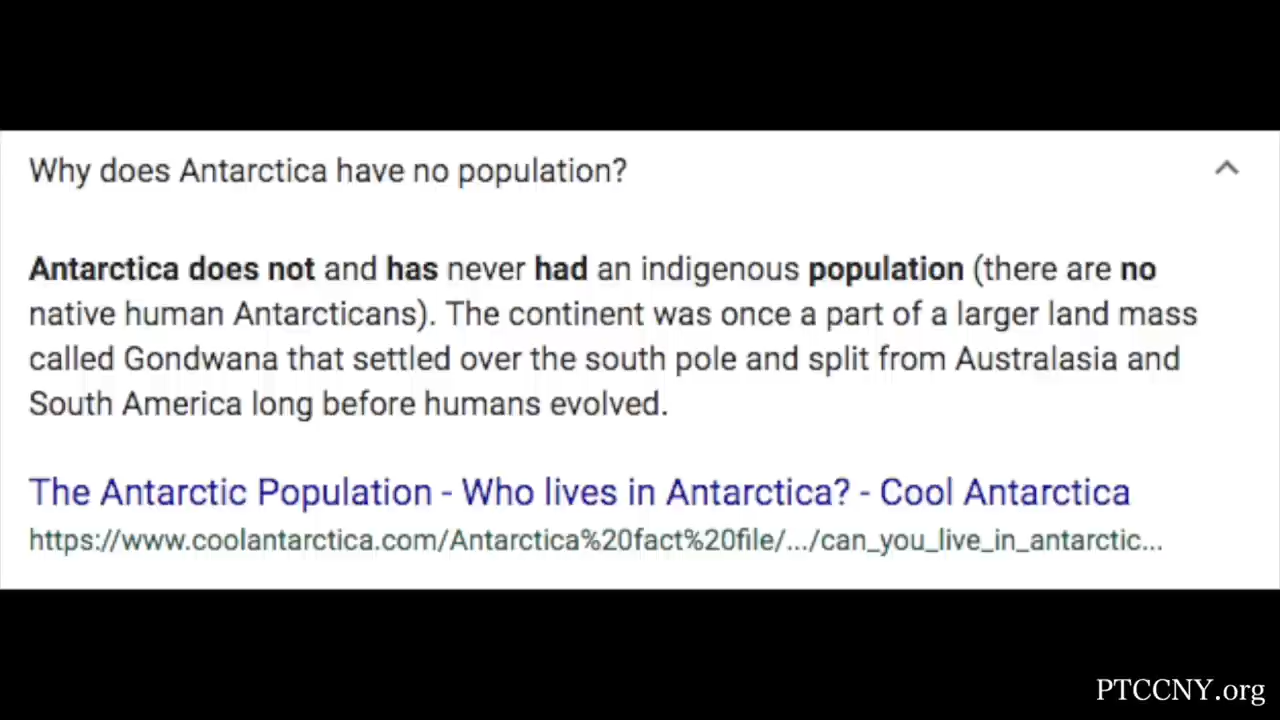 Why does Antarctica have no population?
Antarctica does not and has never had an indigenous population (there are no
native human Antarcticans). The continent was once a part of a larger land mass
called Gondwana that settled over the south pole and split from Australasia and
South America long before humans evolved.
The Antarctic Population - Who lives in Antarctica? - Cool Antarctica
https://www.coolantarctica.com/Antarctica%20fact%20file/.../can_you_live_in_antarctic...
PTCCNY.org